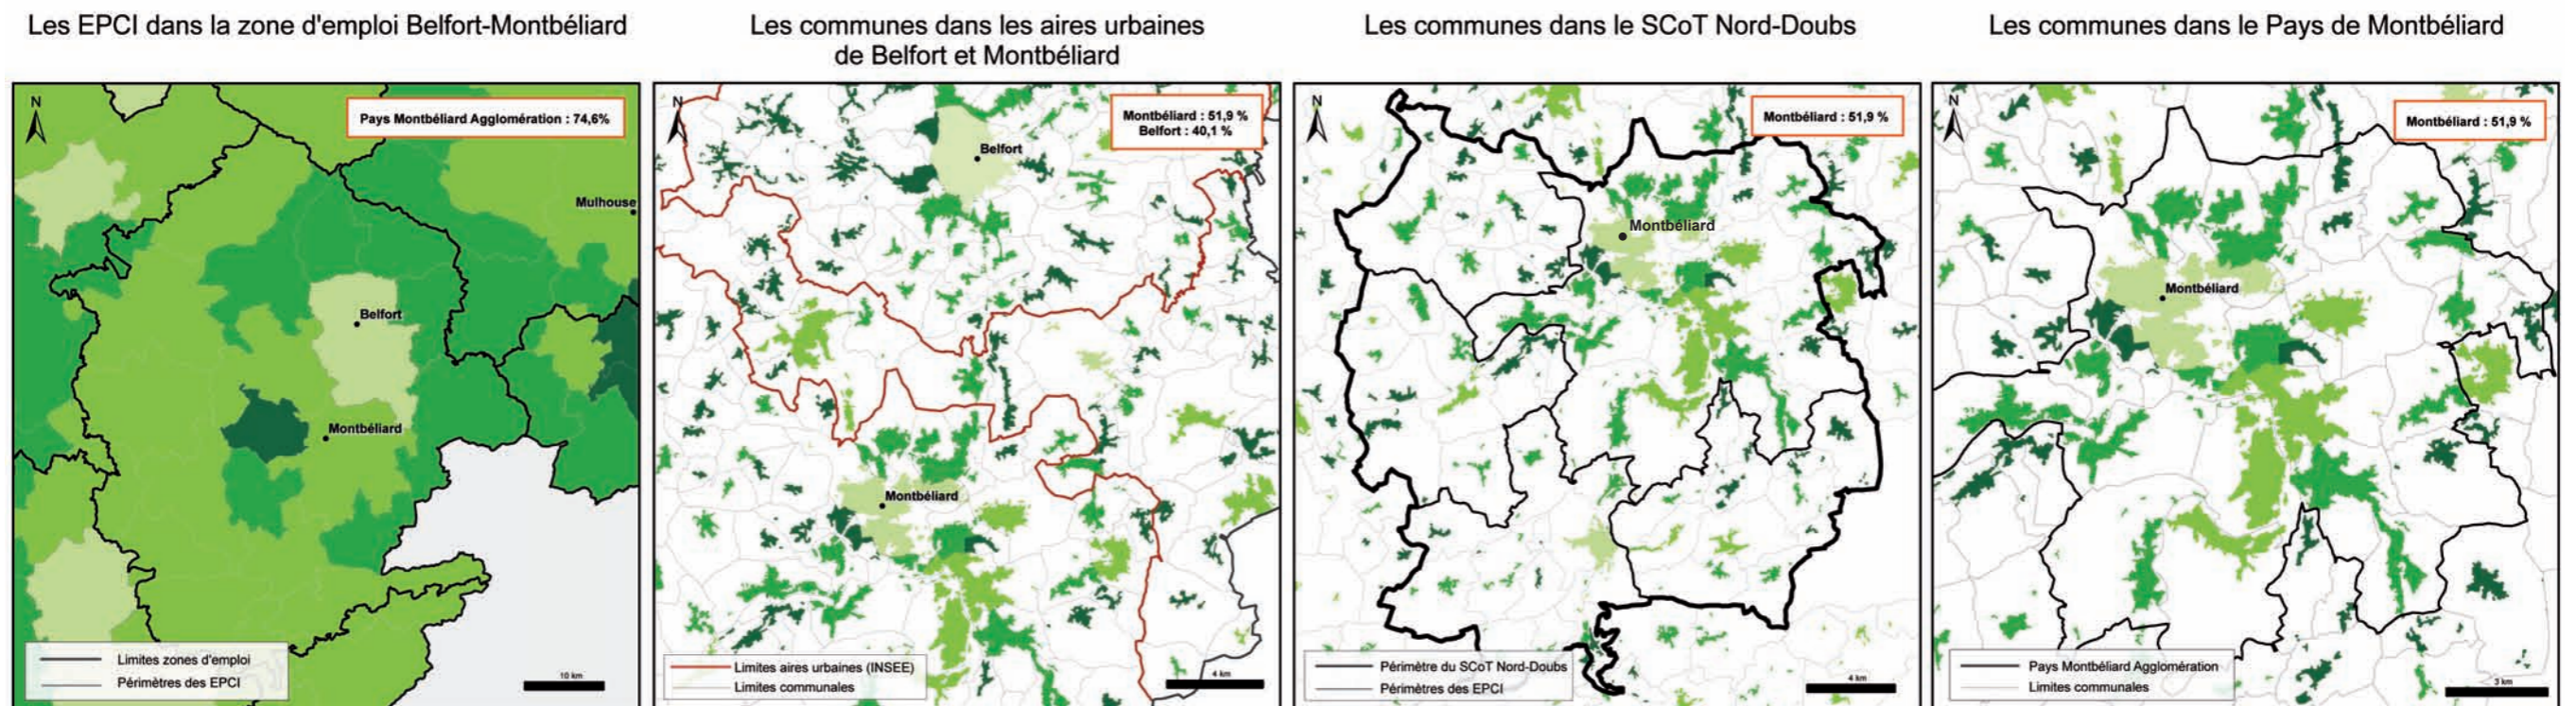 Les EPCI dans la zone d'emploi Belfort-Montbéliard
N
Pays Montbéliard Agglomération : 74,6%
Mulhouse
Belfort
Montbéliard
Limites zones d'emploi
Périmètres des EPCI
10 km
Les communes dans les aires urbaines
de Belfort et Montbéliard
N
Montbéliard : 51,9 %
Belfort : 40,1 %
Belfort
Montbéliard
Limites aires urbaines (INSEE)
Limites communales
4 km
Les communes dans le SCoT Nord-Doubs
N
Montbéliard : 51,9 %
Montbéliard
Périmètre du SCoT Nord-Doubs
Périmètres des EPCI
4 km
Les communes dans le Pays de Montbéliard
N
Montbéliard : 51,9 %
Montbéliard
Pays Montbéliard Agglomération
Limites communales
3 km